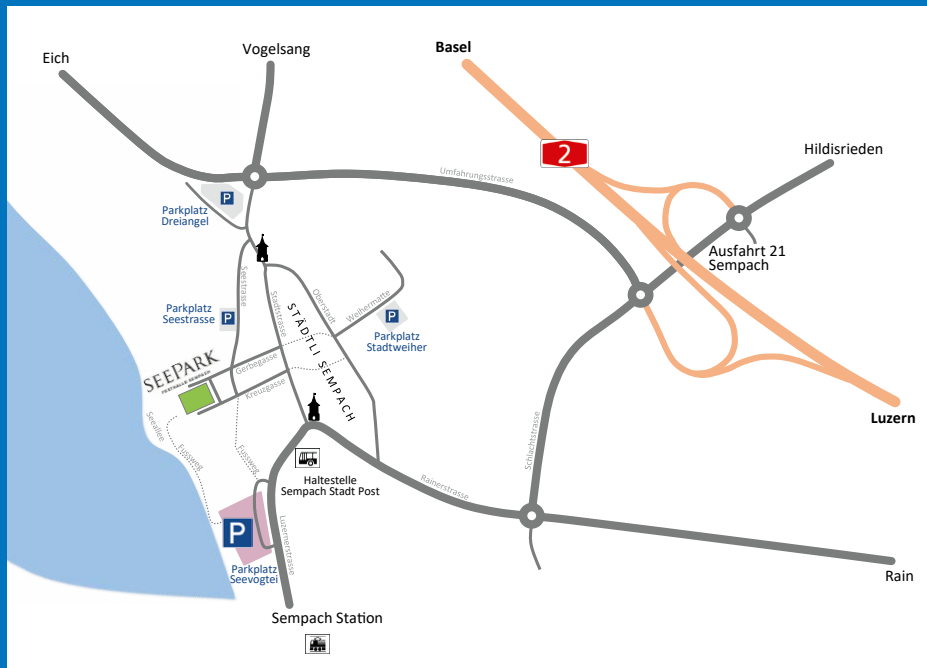 Eich
Vogelsang
Basel
2
Hildisrieden
Umfahrungsstrasse
P
Parkplatz
Dreiangel
Ausfahrt 21
Sempach
Seestrasse
Stadtstrasse
Oberstadt
Weihermatte
STÄDTLI SEMPACH
P
Parkplatz
Seestrasse
P
Parkplatz
Stadtweiher
SEEPARK
FESTHALLE SEMPACH
Gerbegasse
Kreuzgasse
Seeallee
Fussweg
Fussweg
Luzern
Schlachtstrasse
Haltestelle
Sempach Stadt Post
Rainerstrasse
Luzernerstrasse
P
Parkplatz
Seevogtei
Rain
Sempach Station